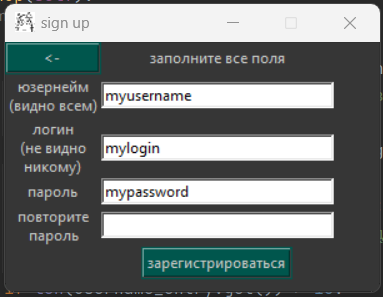 sign up
<-
заполните все поля
юзернейм
(видно всем)
myusername
логин
(не видно
никому)
mylogin
пароль
mypassword
повторите
пароль
зарегистрироваться